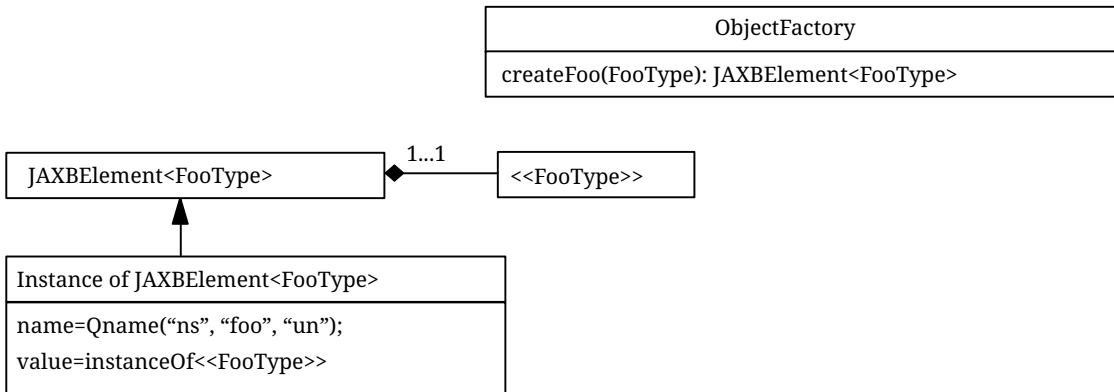 ObjectFactory
createFoo(FooType): JAXBElement<FooType>
1...1
JAXBElement<FooType>
<<FooType>>
Instance of JAXBElement<FooType>
name=Qname(“ns”, “foo”, “un”);
value=instanceOf<<FooType>>